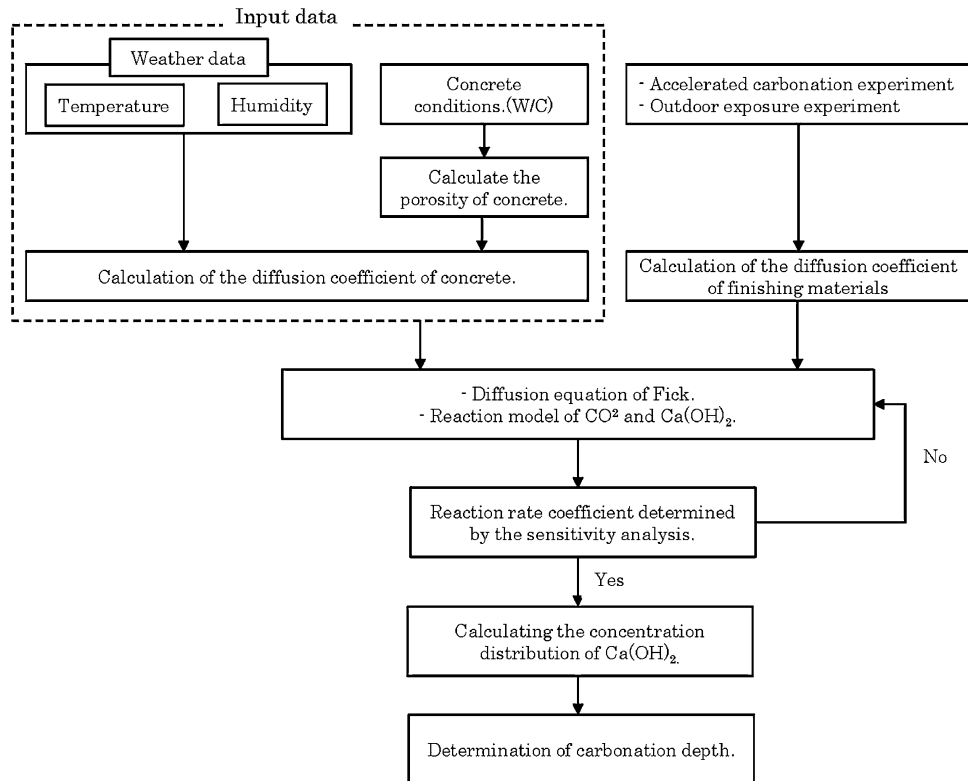 Input data
Weather data
Temperature
Humidity
Concrete
conditions.(W/C)
- Accelerated carbonation experiment
- Outdoor exposure experiment
Calculate the
porosity of concrete.
Calculation of the diffusion coefficient of concrete.
Calculation of the diffusion coefficient
of finishing materials
- Diffusion equation of Fick.
- Reaction model of CO² and Ca(OH)₂.
No
Reaction rate coefficient determined
by the sensitivity analysis.
Yes
Calculating the concentration
distribution of Ca(OH)₂.
Determination of carbonation depth.